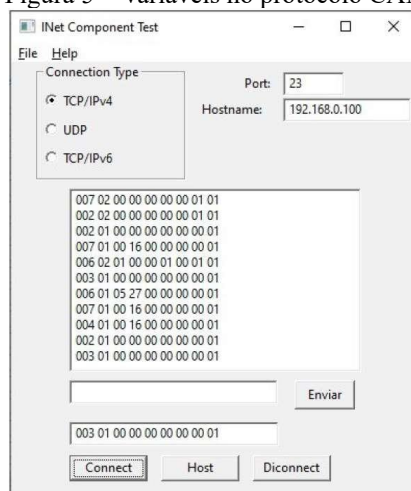 Figura 5 – Variáveis no protocolo CAN
INet Component Test
File Help
Connection Type
TCP/IPv4
UDP
TCP/IPv6
Port: 23
Hostname: 192.168.0.100
007 02 00 00 00 00 00 01 01
002 02 00 00 00 00 00 01 01
002 01 00 00 00 00 00 00 01
007 01 00 16 00 00 00 00 01
006 02 01 00 00 01 00 01 01
003 01 00 00 00 00 00 00 01
006 01 05 27 00 00 00 00 01
007 01 00 16 00 00 00 00 01
004 01 00 16 00 00 00 00 01
002 01 00 00 00 00 00 00 01
003 01 00 00 00 00 00 00 01
Enviar
003 01 00 00 00 00 00 00 01
Connect Host Diconnect